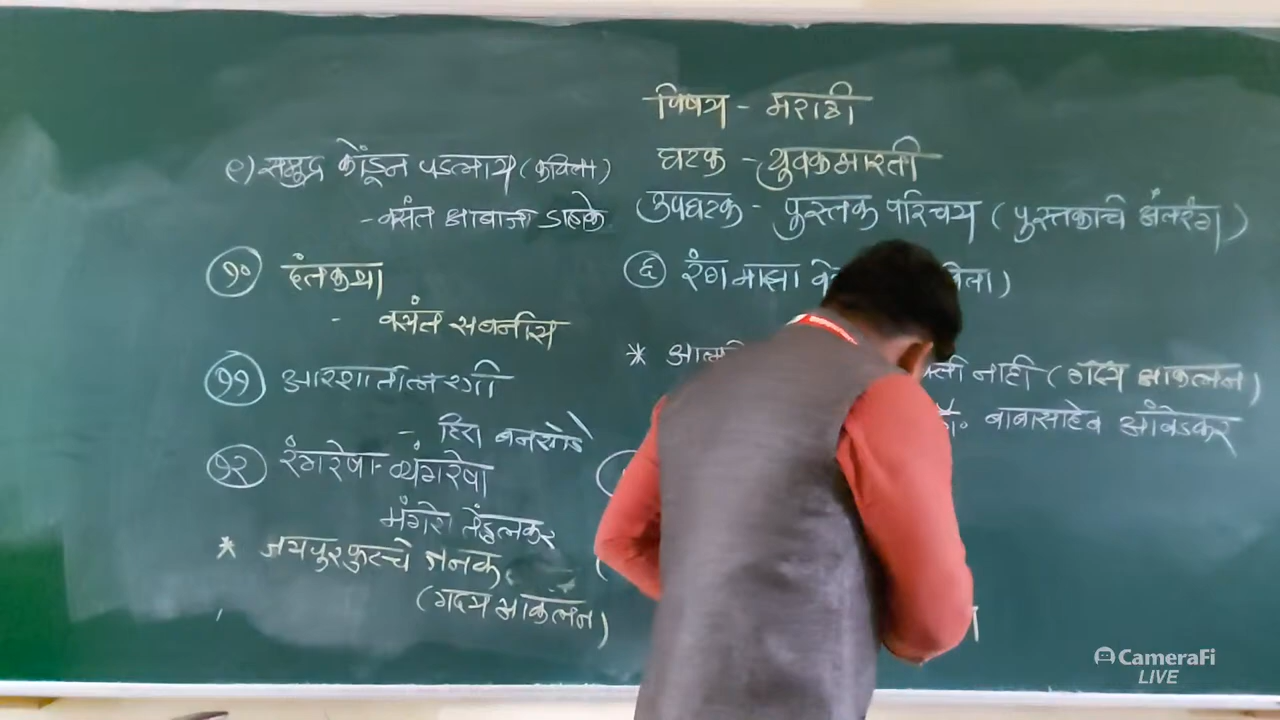 विषय - मराठी
घटक - युवकभारती
उपघटक - पुस्तक परिचय (पुस्तकाचे अंतरंग)
९) समुद्र कोंडून पडलाय (कविता)
- वसंत आबाजी डहाके
१० दंतकथा
- वसंत सबनीस
११ आरशातील स्त्री
- हिरा बनसोडे
१२ रंगरेषा व्यंगरेषा
मंगेश तेंडुलकर
* जयपुरफुटचे जनक
(गद्य आकलन)
६ रंग माझा
* नाही (गद्य आकलन)
बाबासाहेब आंबेडकर
CameraFi
LIVE